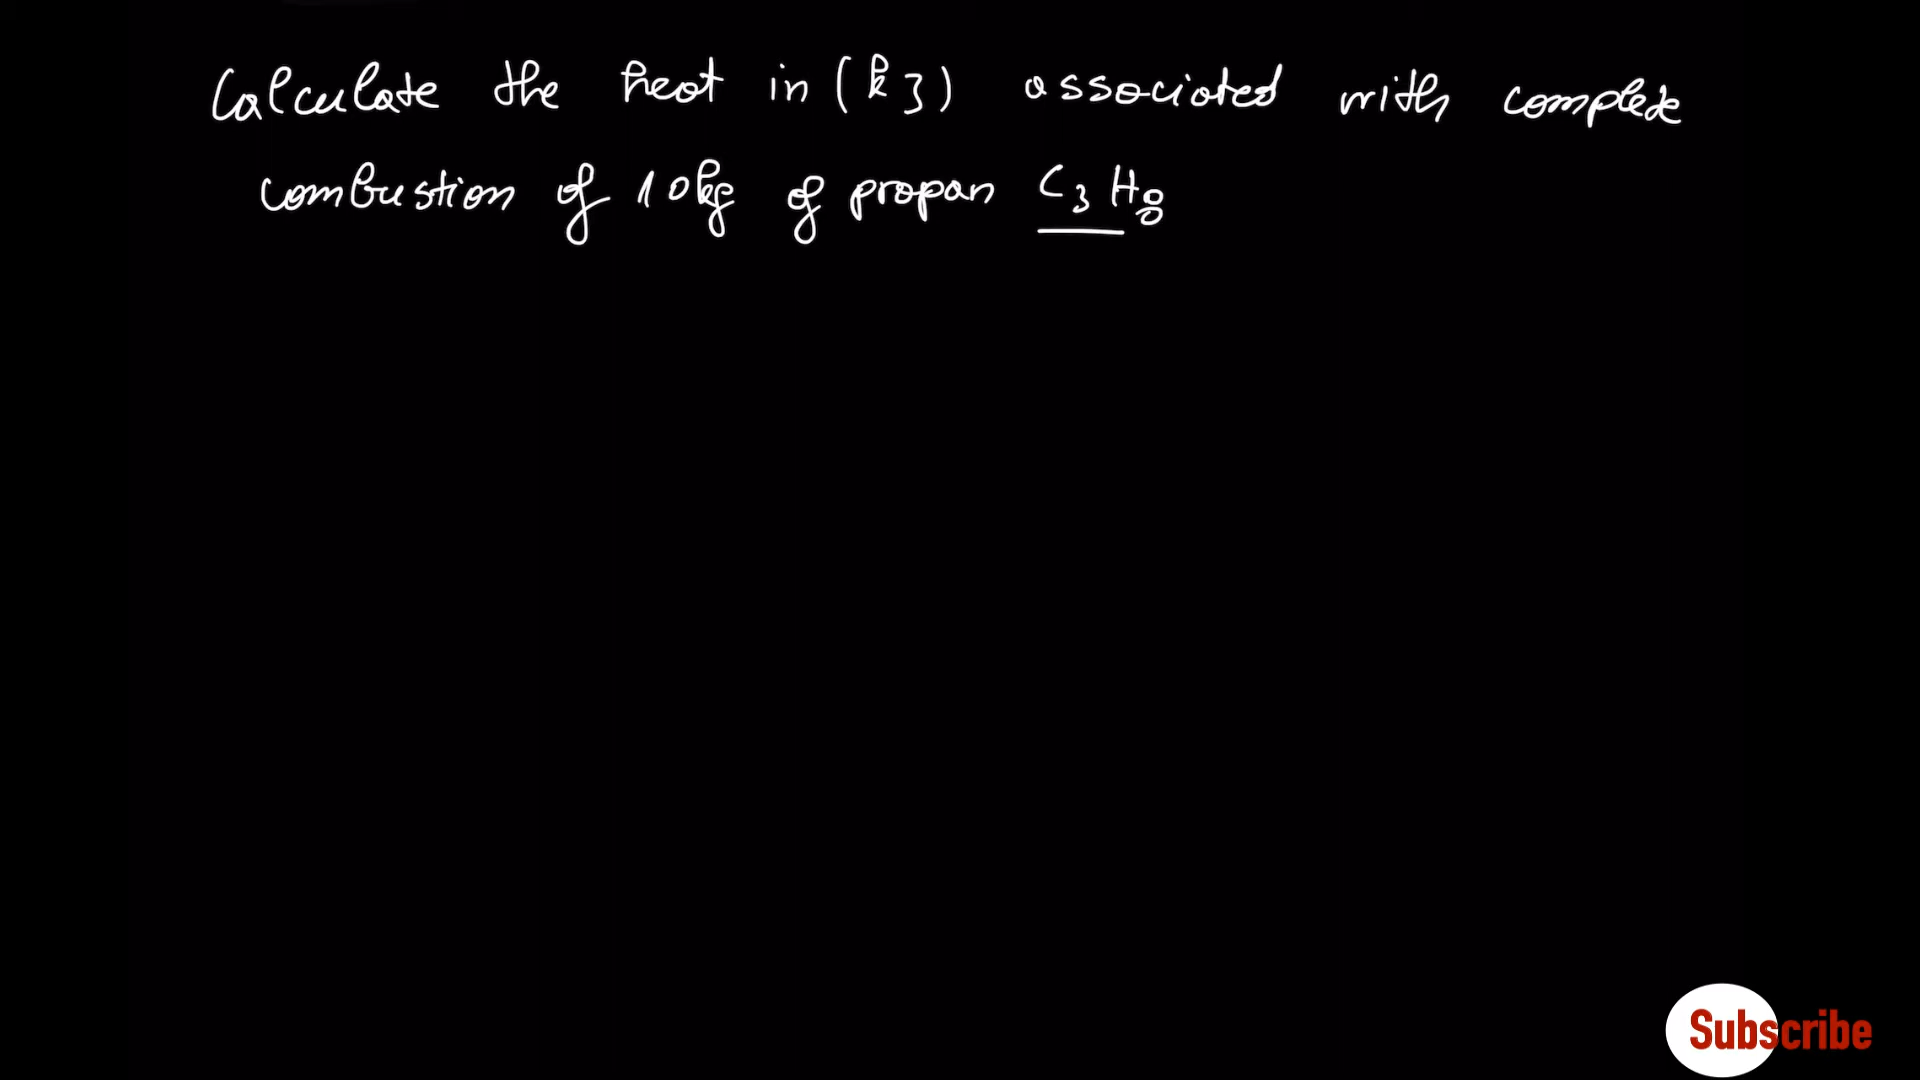 Calculate the heat in (kJ) associated with complete
combustion of 10kg of propan C3H8
Subscribe